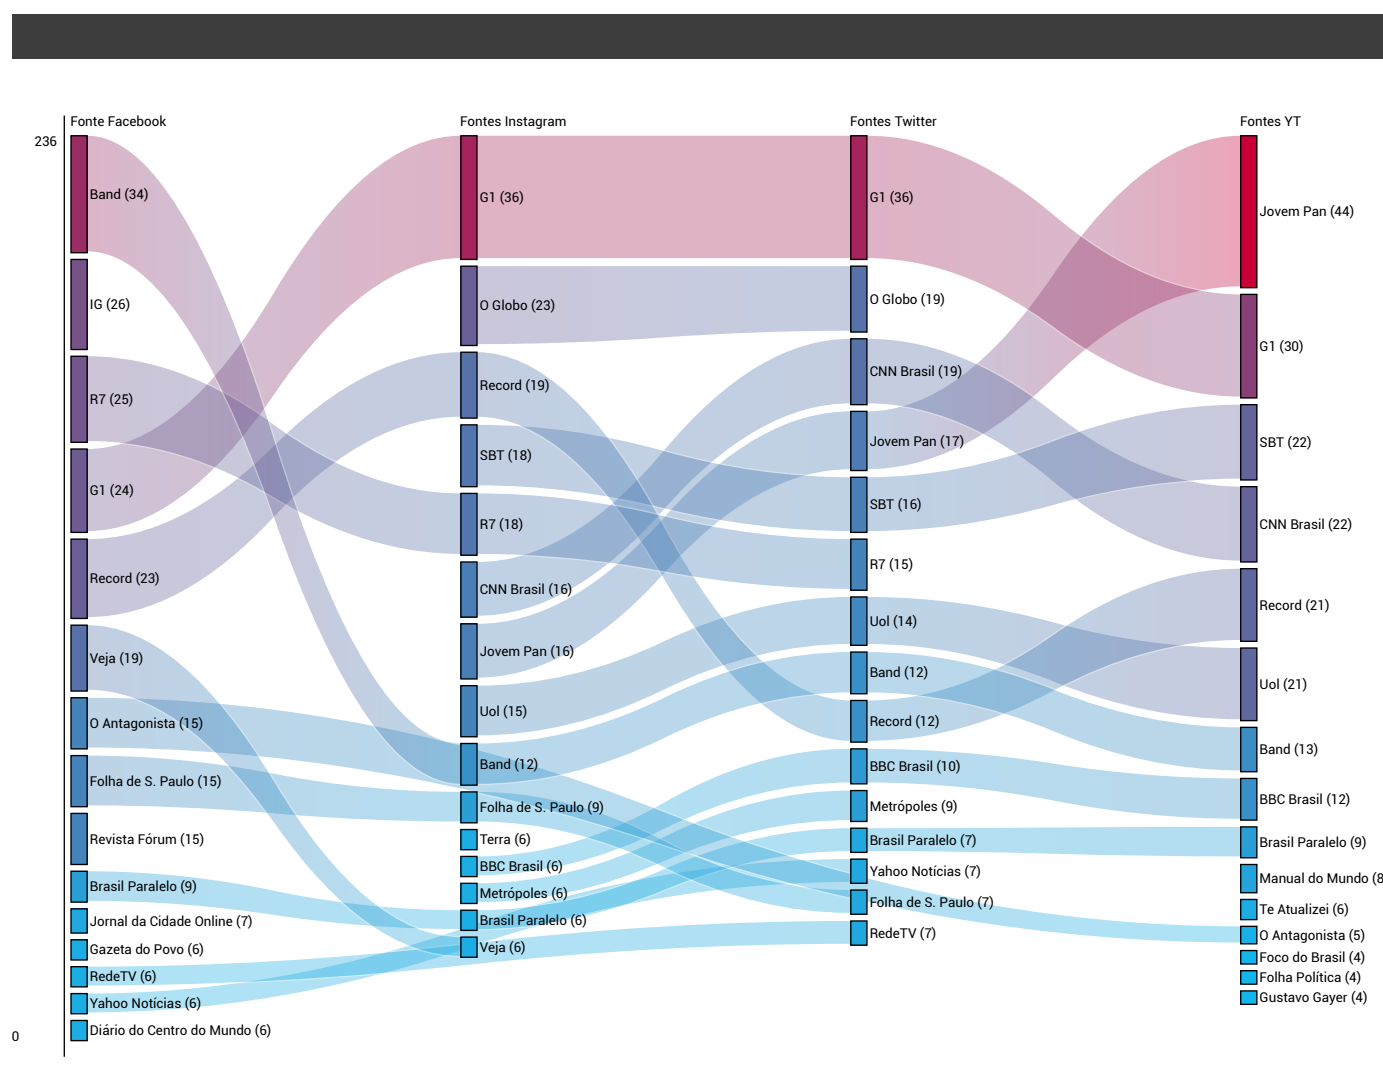 Fonte Facebook
Fontes Instagram
Fontes Twitter
Fontes YT
236
0
Band (34)
IG (26)
R7 (25)
G1 (24)
Record (23)
Veja (19)
O Antagonista (15)
Folha de S. Paulo (15)
Revista Fórum (15)
Brasil Paralelo (9)
Jornal da Cidade Online (7)
Gazeta do Povo (6)
RedeTV (6)
Yahoo Notícias (6)
Diário do Centro do Mundo (6)
G1 (36)
O Globo (23)
Record (19)
SBT (18)
R7 (18)
CNN Brasil (16)
Jovem Pan (16)
Uol (15)
Band (12)
Folha de S. Paulo (9)
Terra (6)
BBC Brasil (6)
Metrópoles (6)
Brasil Paralelo (6)
Veja (6)
G1 (36)
O Globo (19)
CNN Brasil (19)
Jovem Pan (17)
SBT (16)
R7 (15)
Uol (14)
Band (12)
Record (12)
BBC Brasil (10)
Metrópoles (9)
Brasil Paralelo (7)
Yahoo Notícias (7)
Folha de S. Paulo (7)
RedeTV (7)
Jovem Pan (44)
G1 (30)
SBT (22)
CNN Brasil (22)
Record (21)
Uol (21)
Band (13)
BBC Brasil (12)
Brasil Paralelo (9)
Manual do Mundo (8
Te Atualizei (6)
O Antagonista (5)
Foco do Brasil (4)
Folha Política (4)
Gustavo Gayer (4)